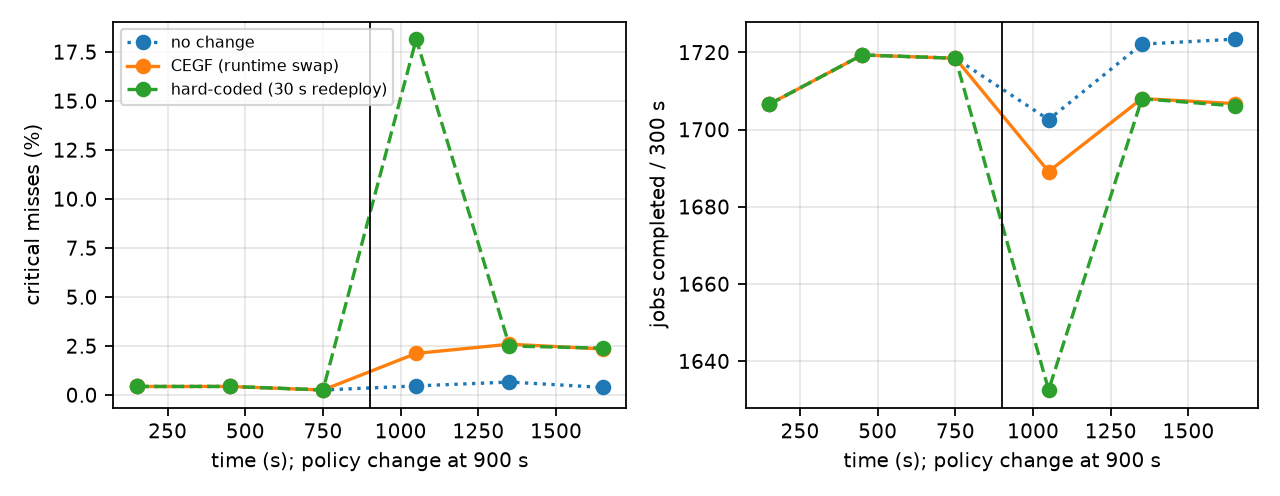 critical misses (%)
17.5
15.0
12.5
10.0
7.5
5.0
2.5
0.0
no change
CEGF (runtime swap)
hard-coded (30 s redeploy)
250 500 750 1000 1250 1500
time (s); policy change at 900 s
jobs completed / 300 s
1720
1700
1680
1660
1640
250 500 750 1000 1250 1500
time (s); policy change at 900 s